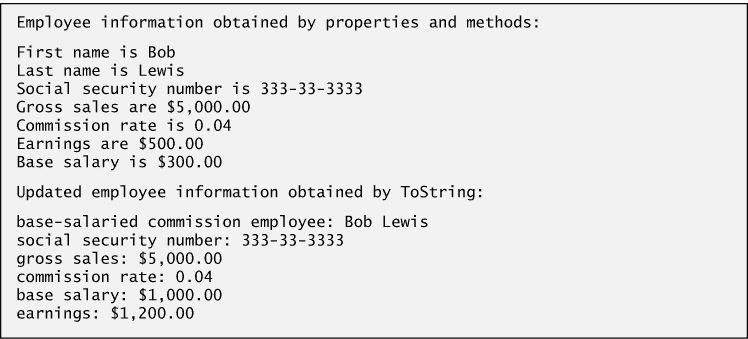 Employee information obtained by properties and methods:
First name is Bob
Last name is Lewis
Social security number is 333-33-3333
Gross sales are $5,000.00
Commission rate is 0.04
Earnings are $500.00
Base salary is $300.00
Updated employee information obtained by ToString:
base-salaried commission employee: Bob Lewis
social security number: 333-33-3333
gross sales: $5,000.00
commission rate: 0.04
base salary: $1,000.00
earnings: $1,200.00